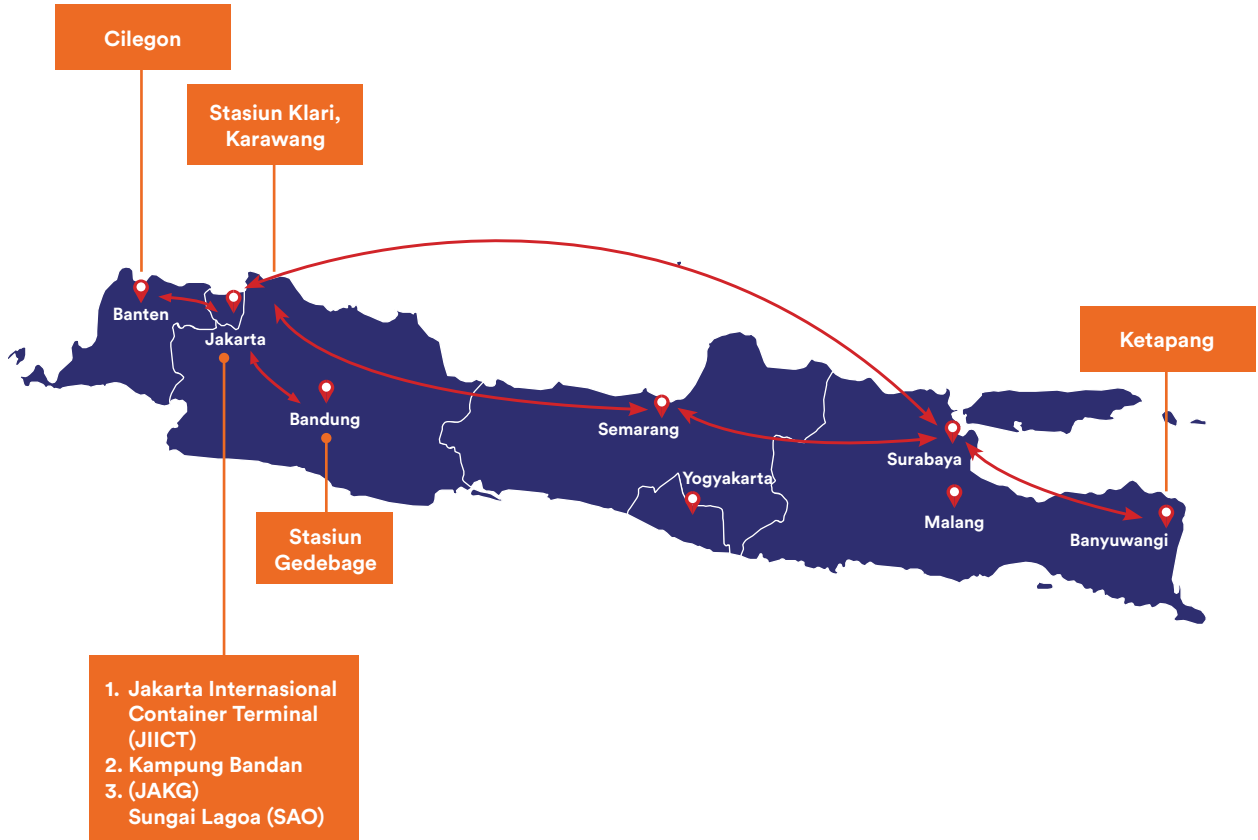 Cilegon
Stasiun Klari,
Karawang
Banten
Jakarta
Bandung
Semarang
Yogyakarta
Surabaya
Malang
Banyuwangi
Ketapang
Stasiun
Gedebage
1. Jakarta Internasional
Container Terminal
(JIICT)
2. Kampung Bandan
3. (JAKG)
Sungai Lagoa (SAO)